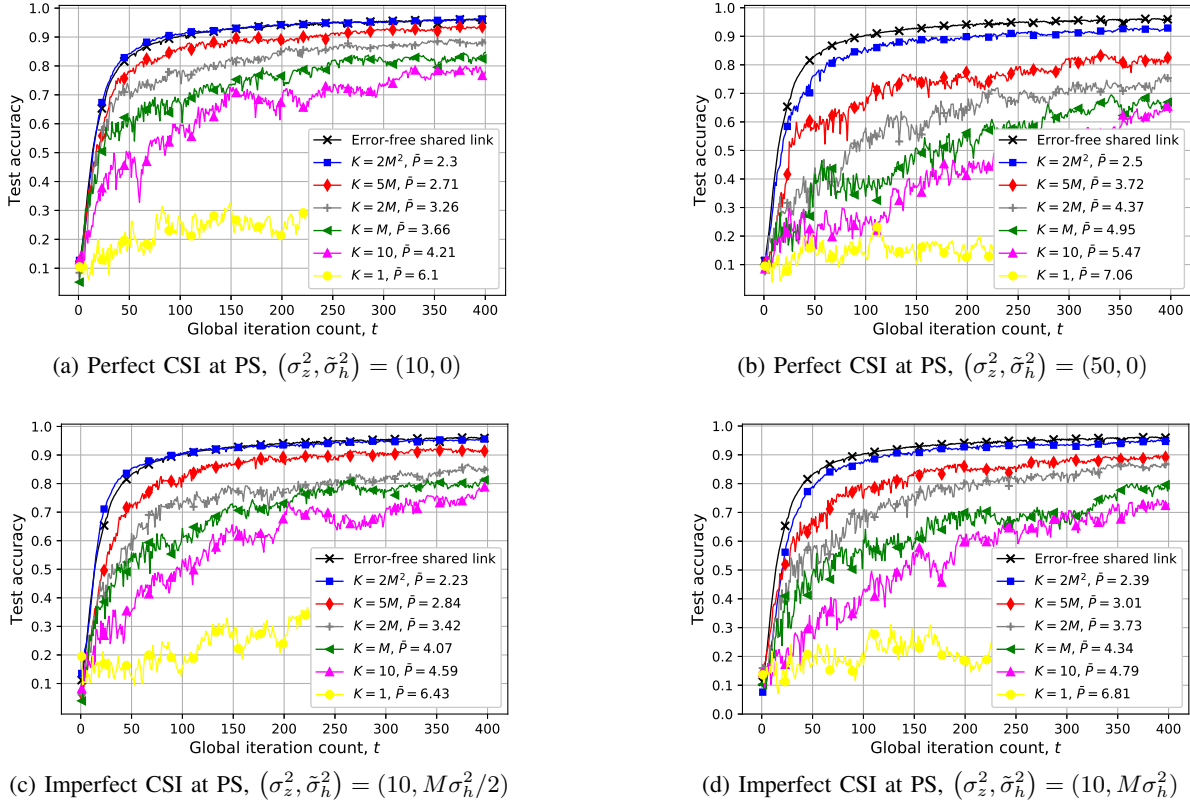 1.0
0.9
0.8
0.7
0.6
0.5
0.4
0.3
0.2
0.1
Test accuracy
Error-free shared link
K = 2M², P̄ = 2.3
K = 5M, P̄ = 2.71
K = 2M, P̄ = 3.26
K = M, P̄ = 3.66
K = 10, P̄ = 4.21
K = 1, P̄ = 6.1
0 50 100 150 200 250 300 350 400
Global iteration count, t
(a) Perfect CSI at PS, (σ_z², σ̃_h²) = (10, 0)
1.0
0.9
0.8
0.7
0.6
0.5
0.4
0.3
0.2
0.1
Test accuracy
Error-free shared link
K = 2M², P̄ = 2.5
K = 5M, P̄ = 3.72
K = 2M, P̄ = 4.37
K = M, P̄ = 4.95
K = 10, P̄ = 5.47
K = 1, P̄ = 7.06
0 50 100 150 200 250 300 350 400
Global iteration count, t
(b) Perfect CSI at PS, (σ_z², σ̃_h²) = (50, 0)
1.0
0.9
0.8
0.7
0.6
0.5
0.4
0.3
0.2
0.1
Test accuracy
Error-free shared link
K = 2M², P̄ = 2.23
K = 5M, P̄ = 2.84
K = 2M, P̄ = 3.42
K = M, P̄ = 4.07
K = 10, P̄ = 4.59
K = 1, P̄ = 6.43
0 50 100 150 200 250 300 350 400
Global iteration count, t
(c) Imperfect CSI at PS, (σ_z², σ̃_h²) = (10, Mσ_h²/2)
1.0
0.9
0.8
0.7
0.6
0.5
0.4
0.3
0.2
0.1
0.0
Test accuracy
Error-free shared link
K = 2M², P̄ = 2.39
K = 5M, P̄ = 3.01
K = 2M, P̄ = 3.73
K = M, P̄ = 4.34
K = 10, P̄ = 4.79
K = 1, P̄ = 6.81
0 50 100 150 200 250 300 350 400
Global iteration count, t
(d) Imperfect CSI at PS, (σ_z², σ̃_h²) = (10, Mσ_h²)